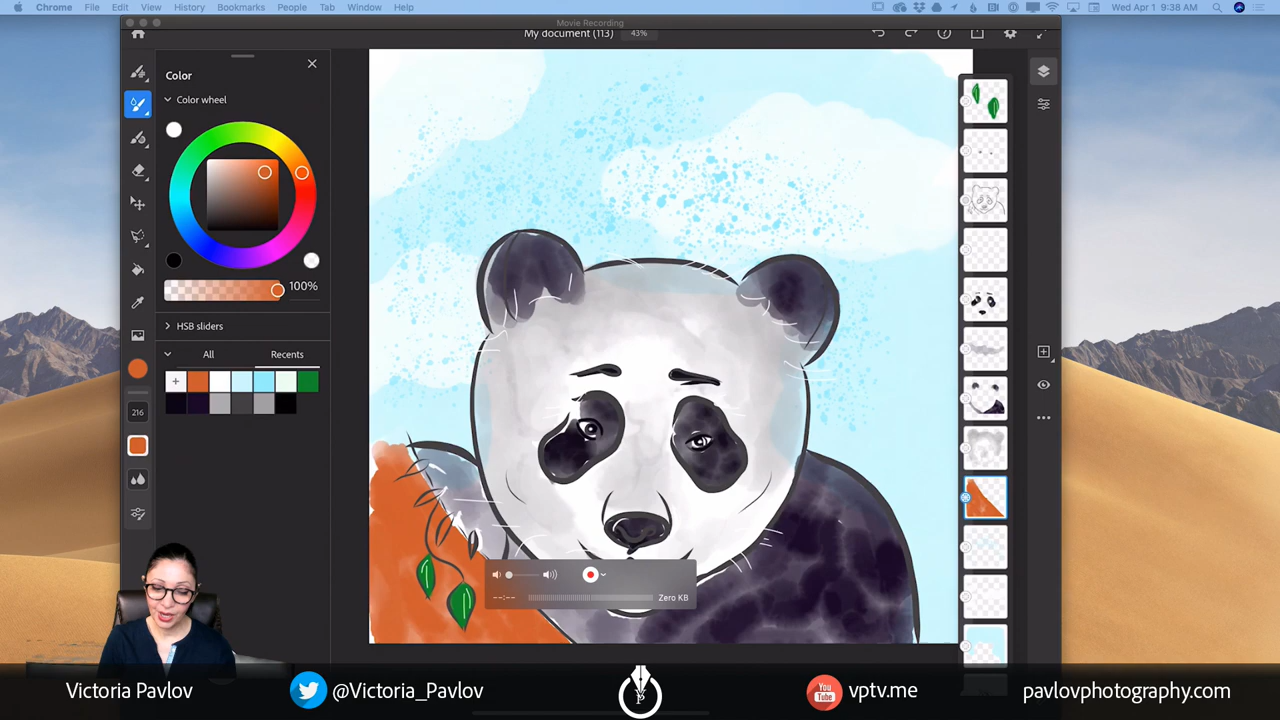 Chrome File Edit View History Bookmarks People Tab Window Help Wed Apr 1 9:38 AM
Movie Recording
My document (113) 43%
Color
Color wheel
100%
HSB sliders
All Recents
216
--:-- Zero KB
Victoria Pavlov @Victoria_Pavlov You Tube vptv.me pavlovphotography.com